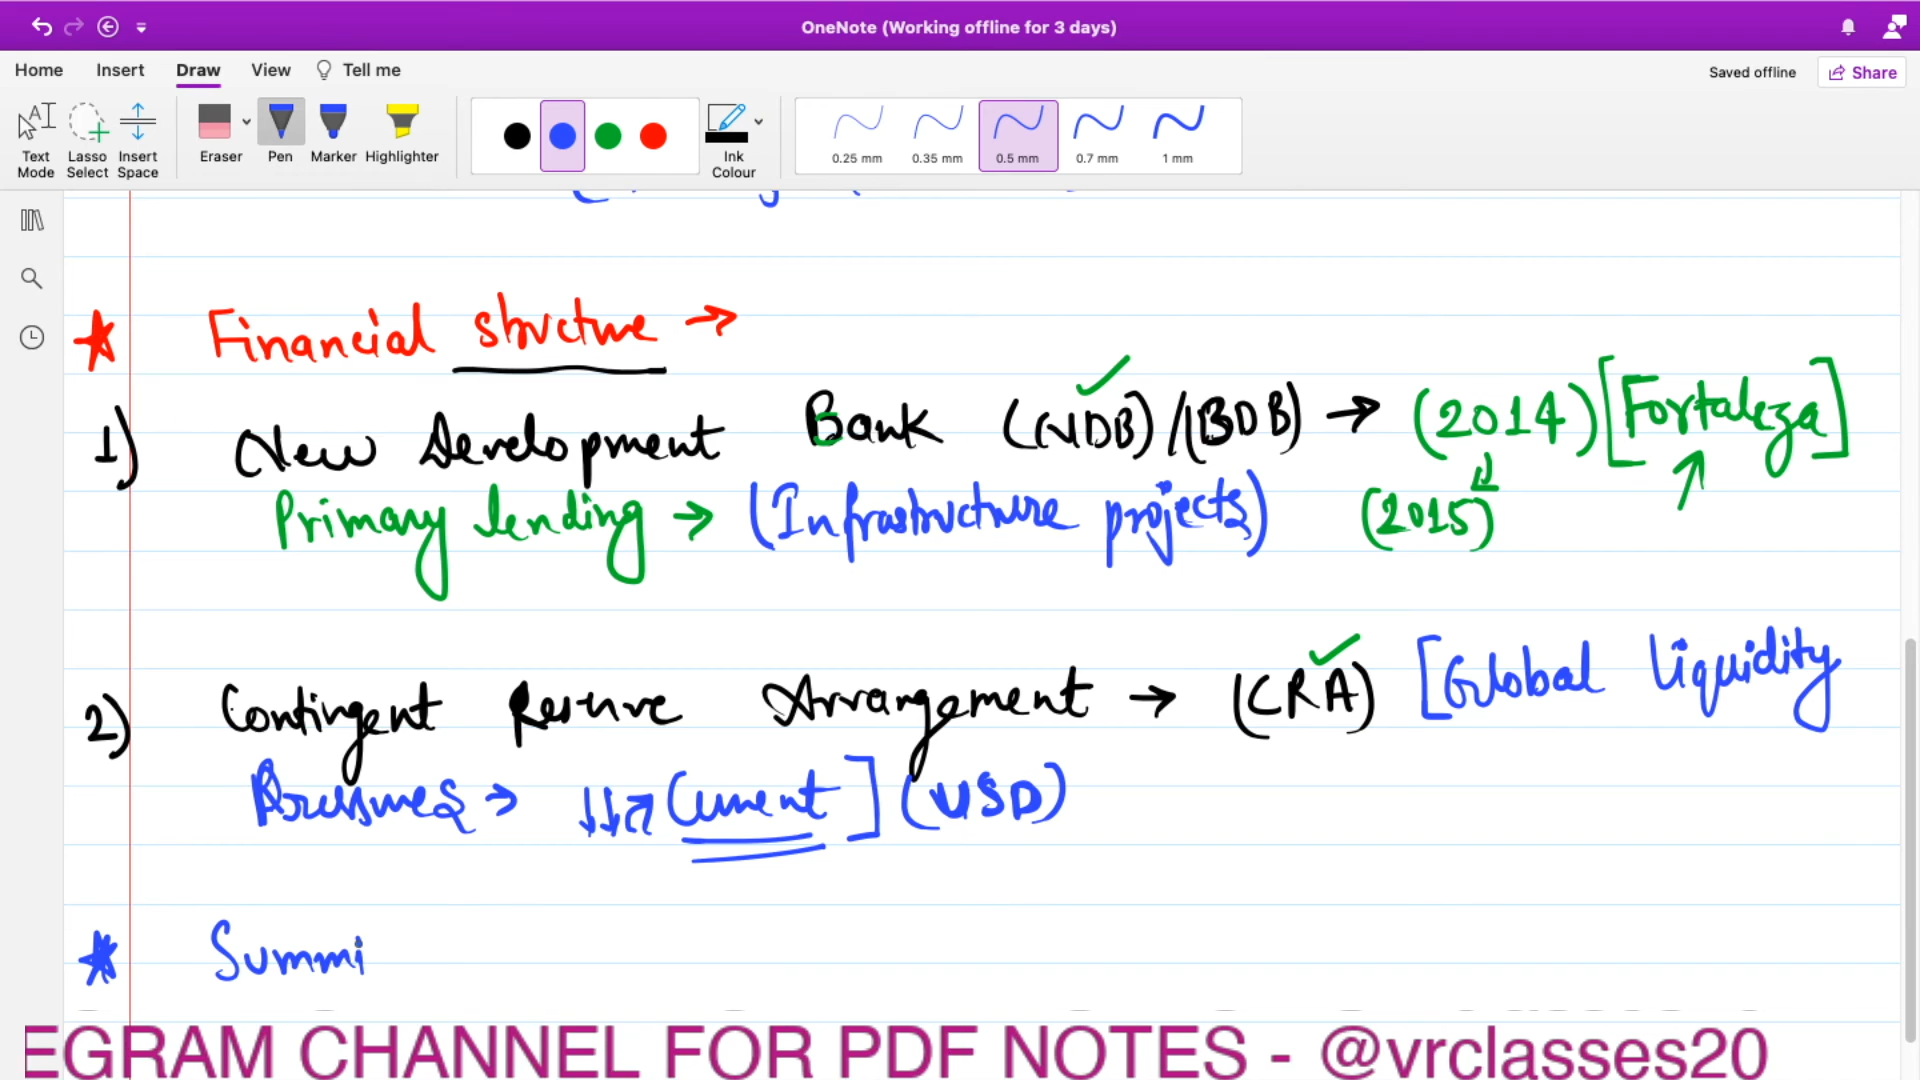 OneNote (Working offline for 3 days)
Home Insert Draw View Tell me Saved offline Share
Text Mode Lasso Select Insert Space Eraser Pen Marker Highlighter Ink Colour 0.25 mm 0.35 mm 0.5 mm 0.7 mm 1 mm
Financial structure →
1) New Development Bank (NDB)/(BDB) → (2014) [Fortaleza]
Primary lending → (Infrastructure projects) (2015)
2) Contingent Reserve Arrangement → (CRA) [Global liquidity
Pressures → ↓↓ (Current] (USD)
Summi
EGRAM CHANNEL FOR PDF NOTES - @vrclasses20